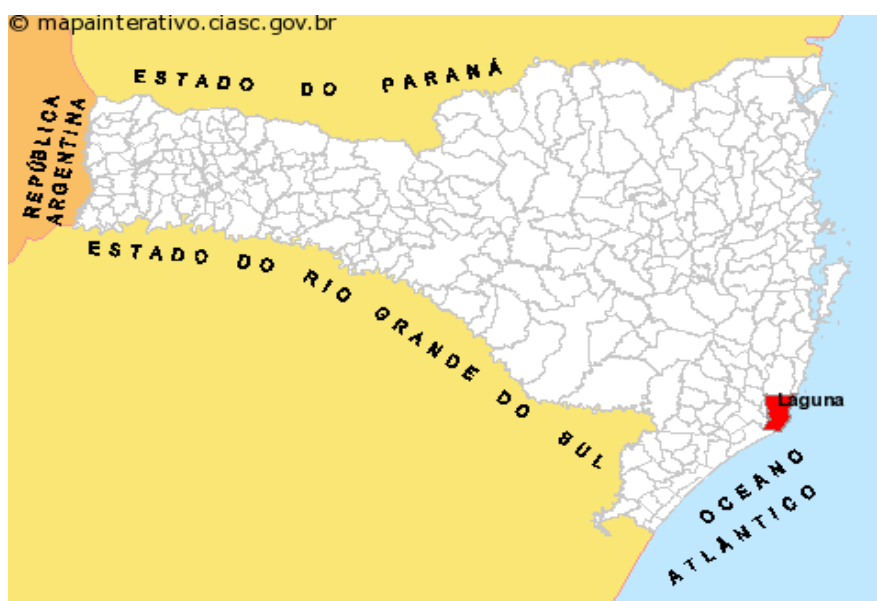 © mapainterativo.ciasc.gov.br
ESTADO DO PARANÁ
REPÚBLICA
ARGENTINA
ESTADO DO RIO GRANDE DO SUL
Laguna
OCEANO
ATLÂNTICO